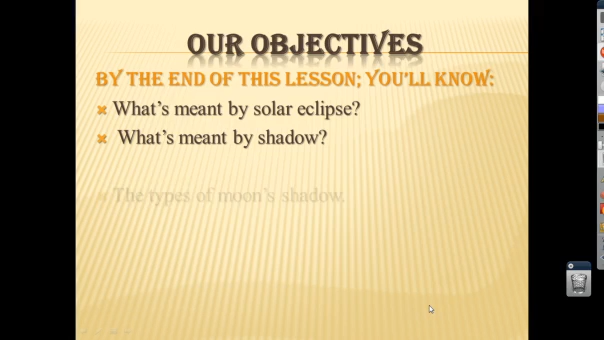 OUR OBJECTIVES
BY THE END OF THIS LESSON; YOU'LL KNOW:
What's meant by solar eclipse?
What's meant by shadow?
The types of moon's shadow.